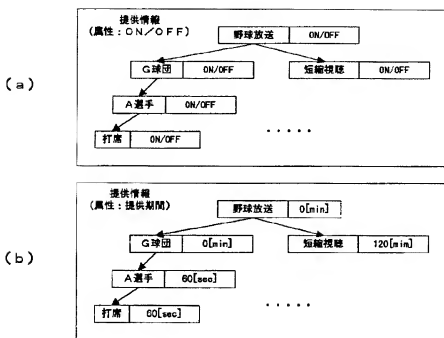 提供情報
(属性：ON/OFF)
野球放送 ON/OFF
G球団 ON/OFF 短縮視聴 ON/OFF
(a)
A選手 ON/OFF
打席 ON/OFF
・・・・・
提供情報
(属性：提供期間)
野球放送 0[min]
G球団 0[min] 短縮視聴 120[min]
(b)
A選手 60[sec]
打席 60[sec]
・・・・・